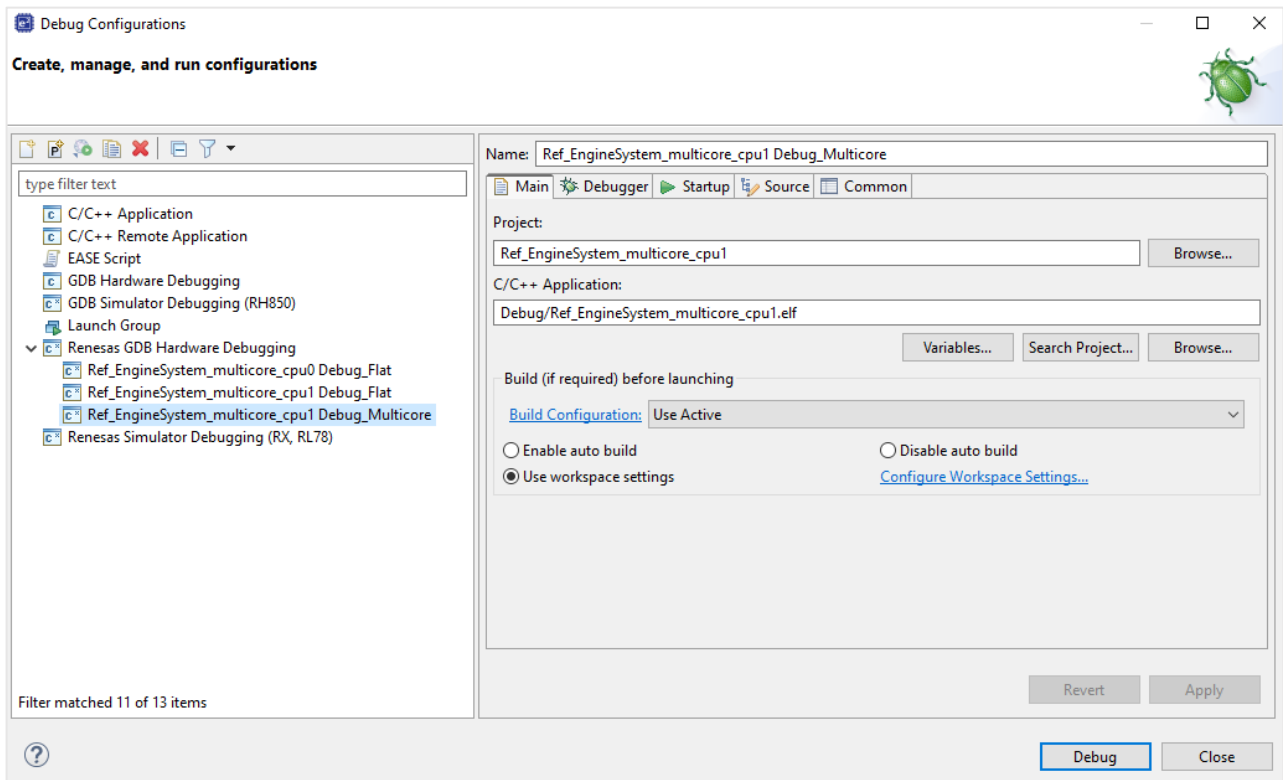 Debug Configurations
Create, manage, and run configurations
type filter text
C/C++ Application
C/C++ Remote Application
EASE Script
GDB Hardware Debugging
GDB Simulator Debugging (RH850)
Launch Group
Renesas GDB Hardware Debugging
Ref_EngineSystem_multicore_cpu0 Debug_Flat
Ref_EngineSystem_multicore_cpu1 Debug_Flat
Ref_EngineSystem_multicore_cpu1 Debug_Multicore
Renesas Simulator Debugging (RX, RL78)
Filter matched 11 of 13 items
Name: Ref_EngineSystem_multicore_cpu1 Debug_Multicore
Main Debugger Startup Source Common
Project:
Ref_EngineSystem_multicore_cpu1 Browse...
C/C++ Application:
Debug/Ref_EngineSystem_multicore_cpu1.elf
Variables... Search Project... Browse...
Build (if required) before launching
Build Configuration: Use Active
Enable auto build Disable auto build
Use workspace settings Configure Workspace Settings...
Revert Apply
Debug Close